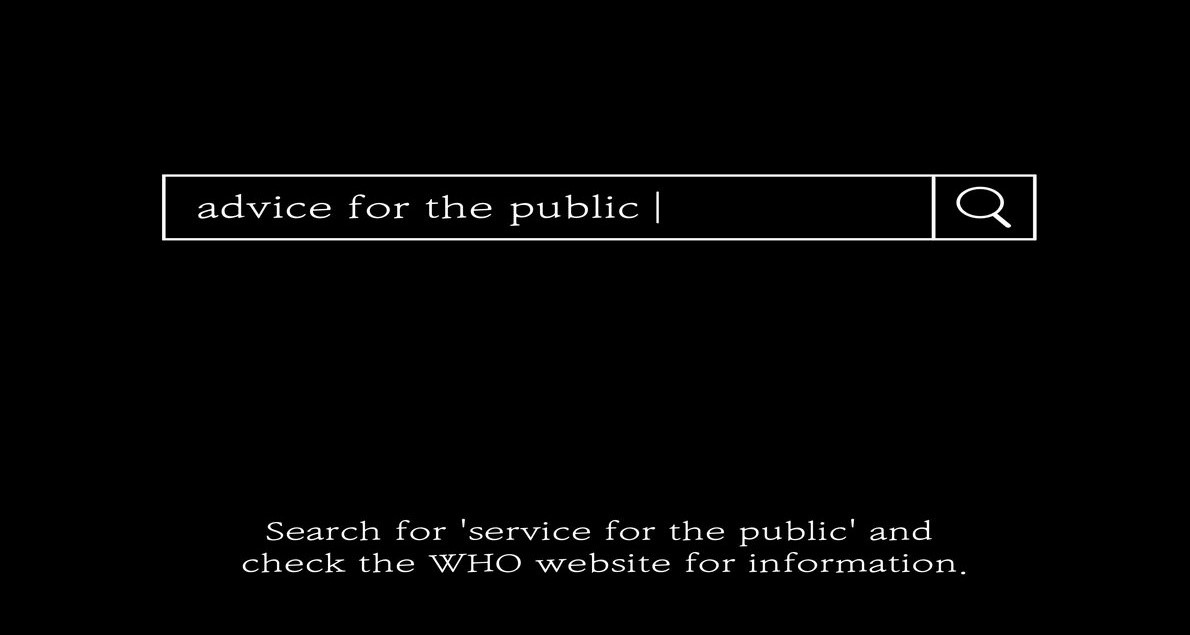 advice for the public
Search for 'service for the public' and
check the WHO website for information.